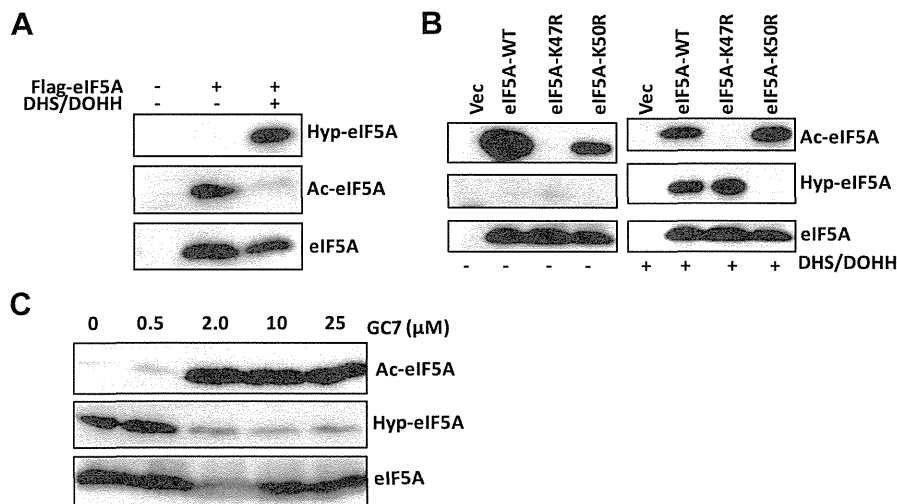 A
Flag-eIF5A - + +
DHS/DOHH - - +
Hyp-eIF5A
Ac-eIF5A
eIF5A
B
Vec eIF5A-WT eIF5A-K47R eIF5A-K50R Vec eIF5A-WT eIF5A-K47R eIF5A-K50R
Ac-eIF5A
Hyp-eIF5A
eIF5A
- - - - + + + + DHS/DOHH
C
0 0.5 2.0 10 25 GC7 (μM)
Ac-eIF5A
Hyp-eIF5A
eIF5A